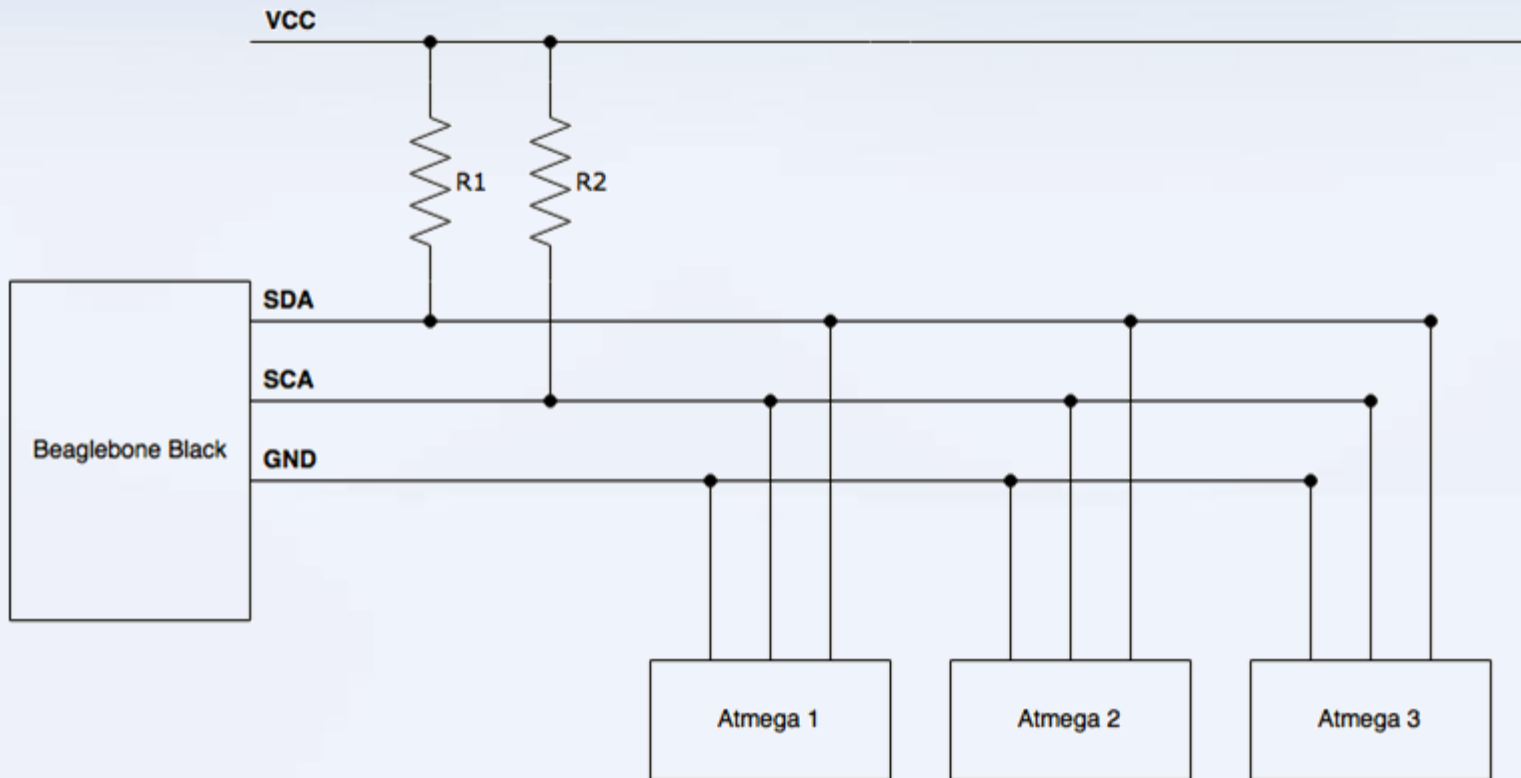 VCC
R1
R2
SDA
SCA
Beaglebone Black
GND
Atmega 1
Atmega 2
Atmega 3